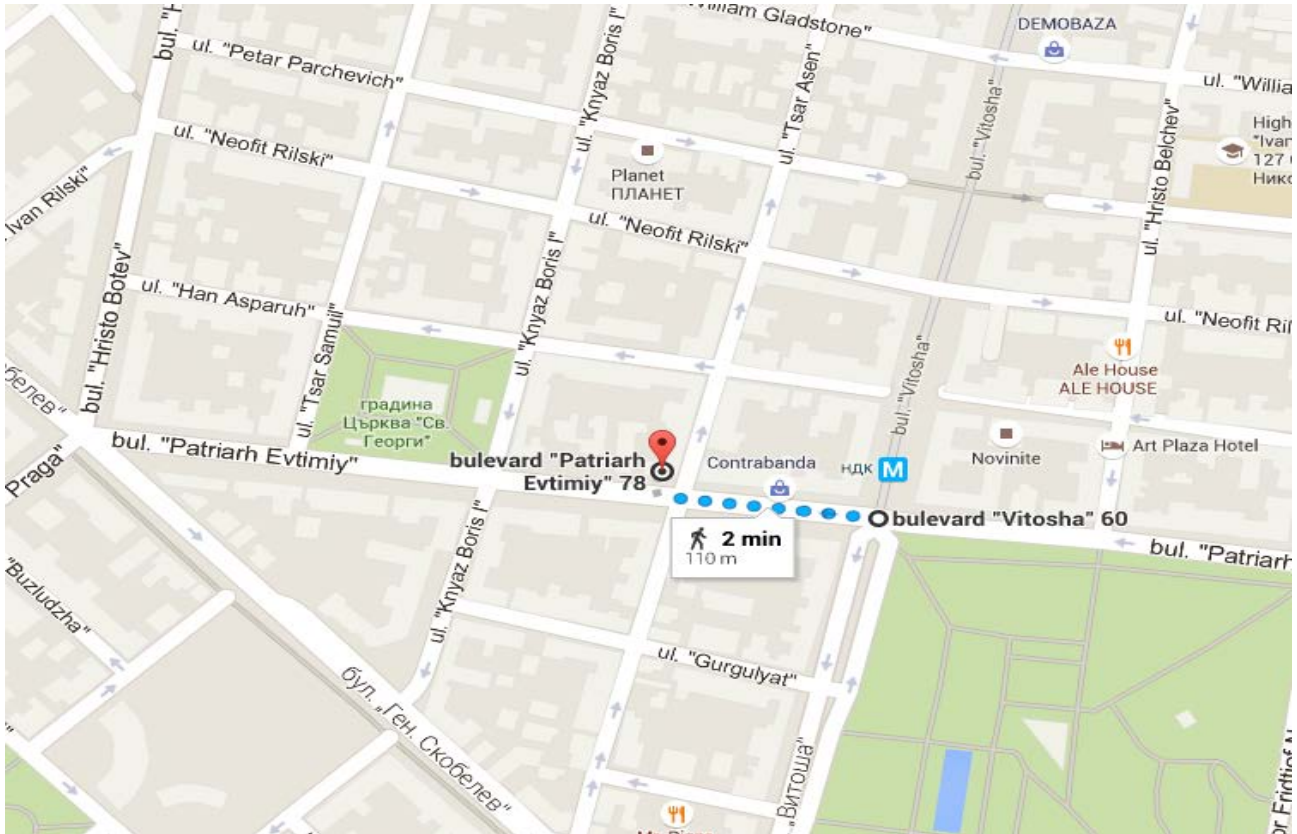 William Gladstone"
DEMOBAZA
bul. "H
ul. "Petar Parchevich"
ul. "Knyaz Boris I"
ul. "Tsar Asen"
bul. "Vitosha"
ul. "Willia
ul. "Hristo Belchev"
High
"Ivan
127
Нико
ul. "Neofit Rilski"
Planet
ПЛАНЕТ
Ivan Rilski"
ul. "Neofit Rilski"
ul. "Han Asparuh"
bul. "Hristo Botev"
ul. "Tsar Samuil"
ul. "Knyaz Boris I"
ul. "Neofit Ril
bul. "Vitosha"
Ale House
ALE HOUSE
белев"
градина
Църква "Св.
Георги"
bul. "Patriarh Evtimiy"
Praga"
bulevard "Patriarh
Evtimiy" 78
Contrabanda
НДК M
Novinite
Art Plaza Hotel
bulevard "Vitosha" 60
2 min
110 m
bul. "Patriarh
ul. "Knyaz Boris I"
"Buzludzha"
ul. "Gurgulyat"
бул. „Ген. Скобелев"
"Витоша"
or Fridtjof N